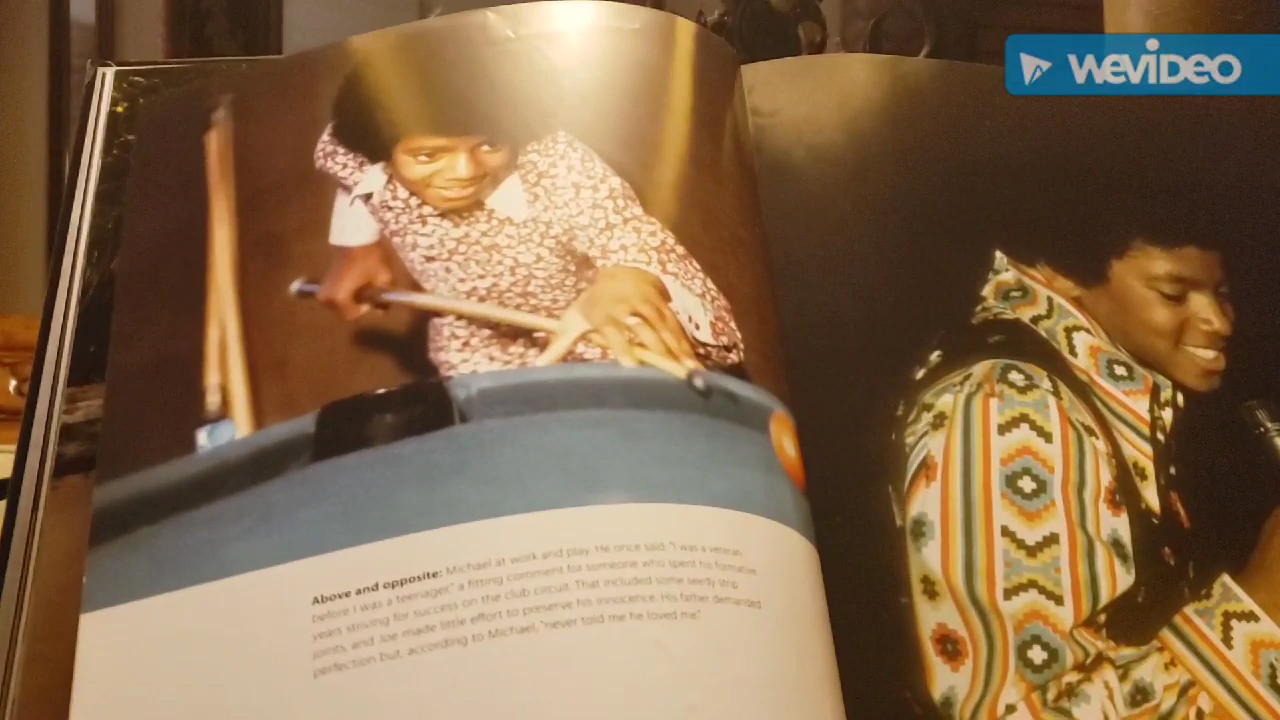 WEVIDEO
Above and opposite: Michael at work and play. He once said: "I was a veteran
before I was a teenager," a fitting comment for someone who spent his formative
years striving for success on the club circuit. That included some seedy strip
joints, and Joe made little effort to preserve his innocence. His father demanded
perfection but, according to Michael, "never told me he loved me."